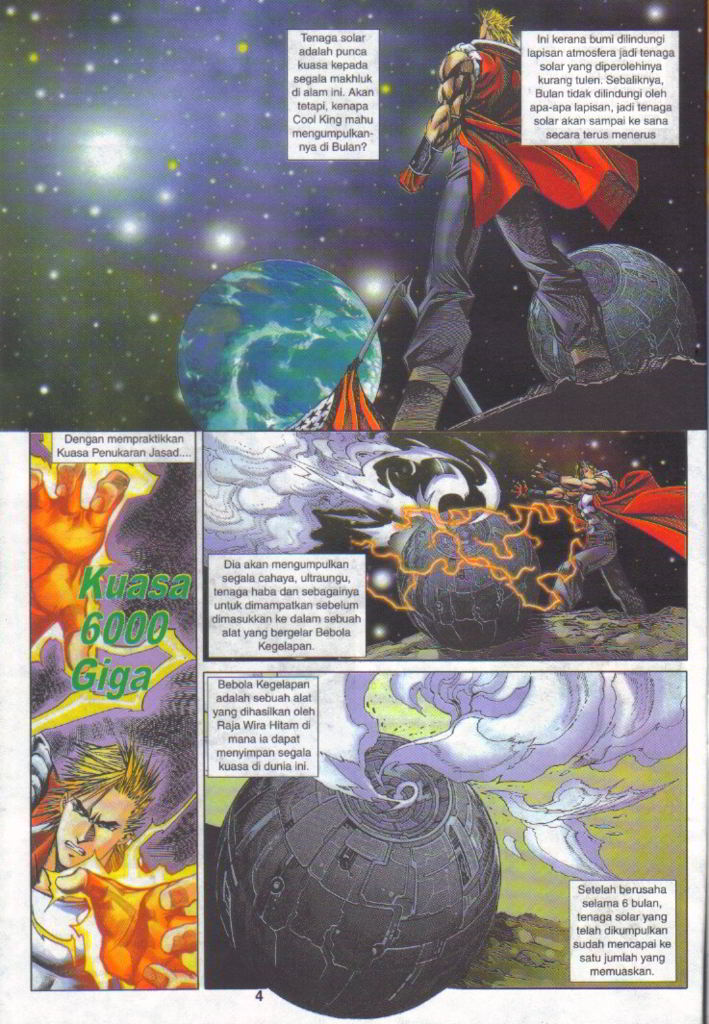 Tenaga solar
adalah punca
kuasa kepada
segala makhluk
di alam ini. Akan
tetapi, kenapa
Cool King mahu
mengumpulkan-
nya di Bulan?
Ini kerana bumi dilindungi
lapisan atmosfera jadi tenaga
solar yang diperolehinya
kurang tulen. Sebaliknya,
Bulan tidak dilindungi oleh
apa-apa lapisan, jadi tenaga
solar akan sampai ke sana
secara terus menerus
Dengan mempraktikkan
Kuasa Penukaran Jasad....
Kuasa
6000
Giga
Dia akan mengumpulkan
segala cahaya, ultraungu,
tenaga haba dan sebagainya
untuk dimampatkan sebelum
dimasukkan ke dalam sebuah
alat yang bergelar Bebola
Kegelapan.
Bebola Kegelapan
adalah sebuah alat
yang dihasilkan oleh
Raja Wira Hitam di
mana ia dapat
menyimpan segala
kuasa di dunia ini.
Setelah berusaha
selama 6 bulan,
tenaga solar yang
telah dikumpulkan
sudah mencapai ke
satu jumlah yang
memuaskan.
4